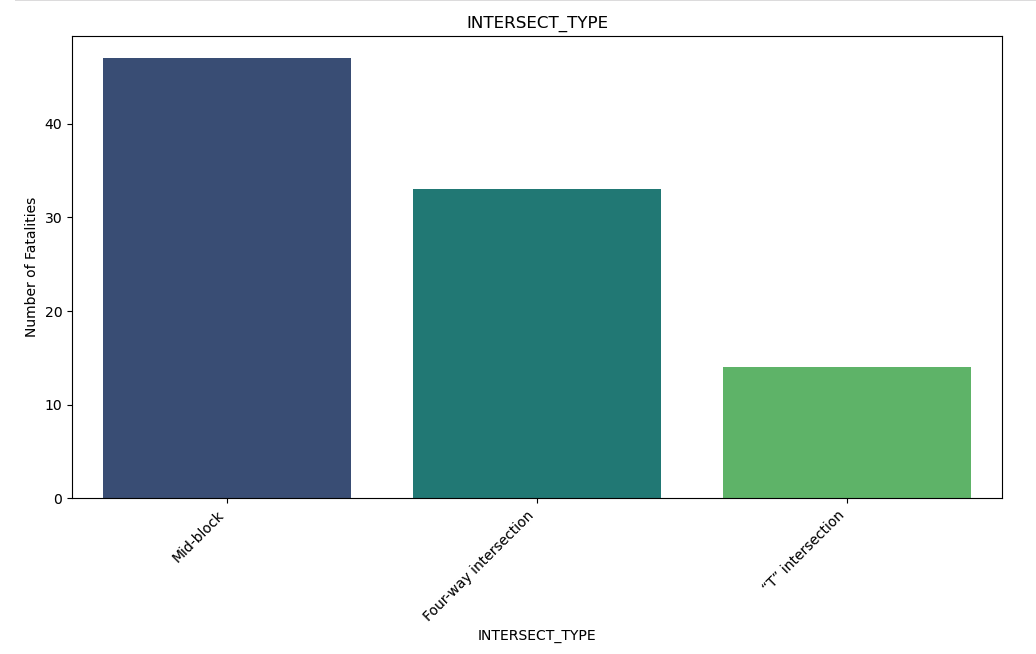 INTERSECT_TYPE
Number of Fatalities
40
30
20
10
0
Mid-block
Four-way intersection
“T” intersection
INTERSECT_TYPE